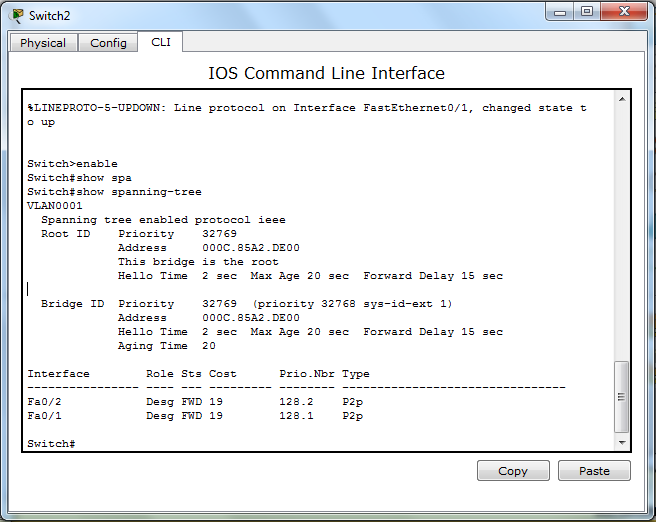 Switch2
Physical Config CLI
IOS Command Line Interface
%LINEPROTO-5-UPDOWN: Line protocol on Interface FastEthernet0/1, changed state t
o up
Switch>enable
Switch#show spa
Switch#show spanning-tree
VLAN0001
  Spanning tree enabled protocol ieee
  Root ID    Priority    32769
             Address     000C.85A2.DE00
             This bridge is the root
             Hello Time  2 sec  Max Age 20 sec  Forward Delay 15 sec
  Bridge ID  Priority    32769  (priority 32768 sys-id-ext 1)
             Address     000C.85A2.DE00
             Hello Time  2 sec  Max Age 20 sec  Forward Delay 15 sec
             Aging Time  20
Interface        Role Sts Cost      Prio.Nbr Type
---------------- ---- --- --------- -------- --------------------------------
Fa0/2            Desg FWD 19        128.2    P2p
Fa0/1            Desg FWD 19        128.1    P2p
Switch#
Copy Paste